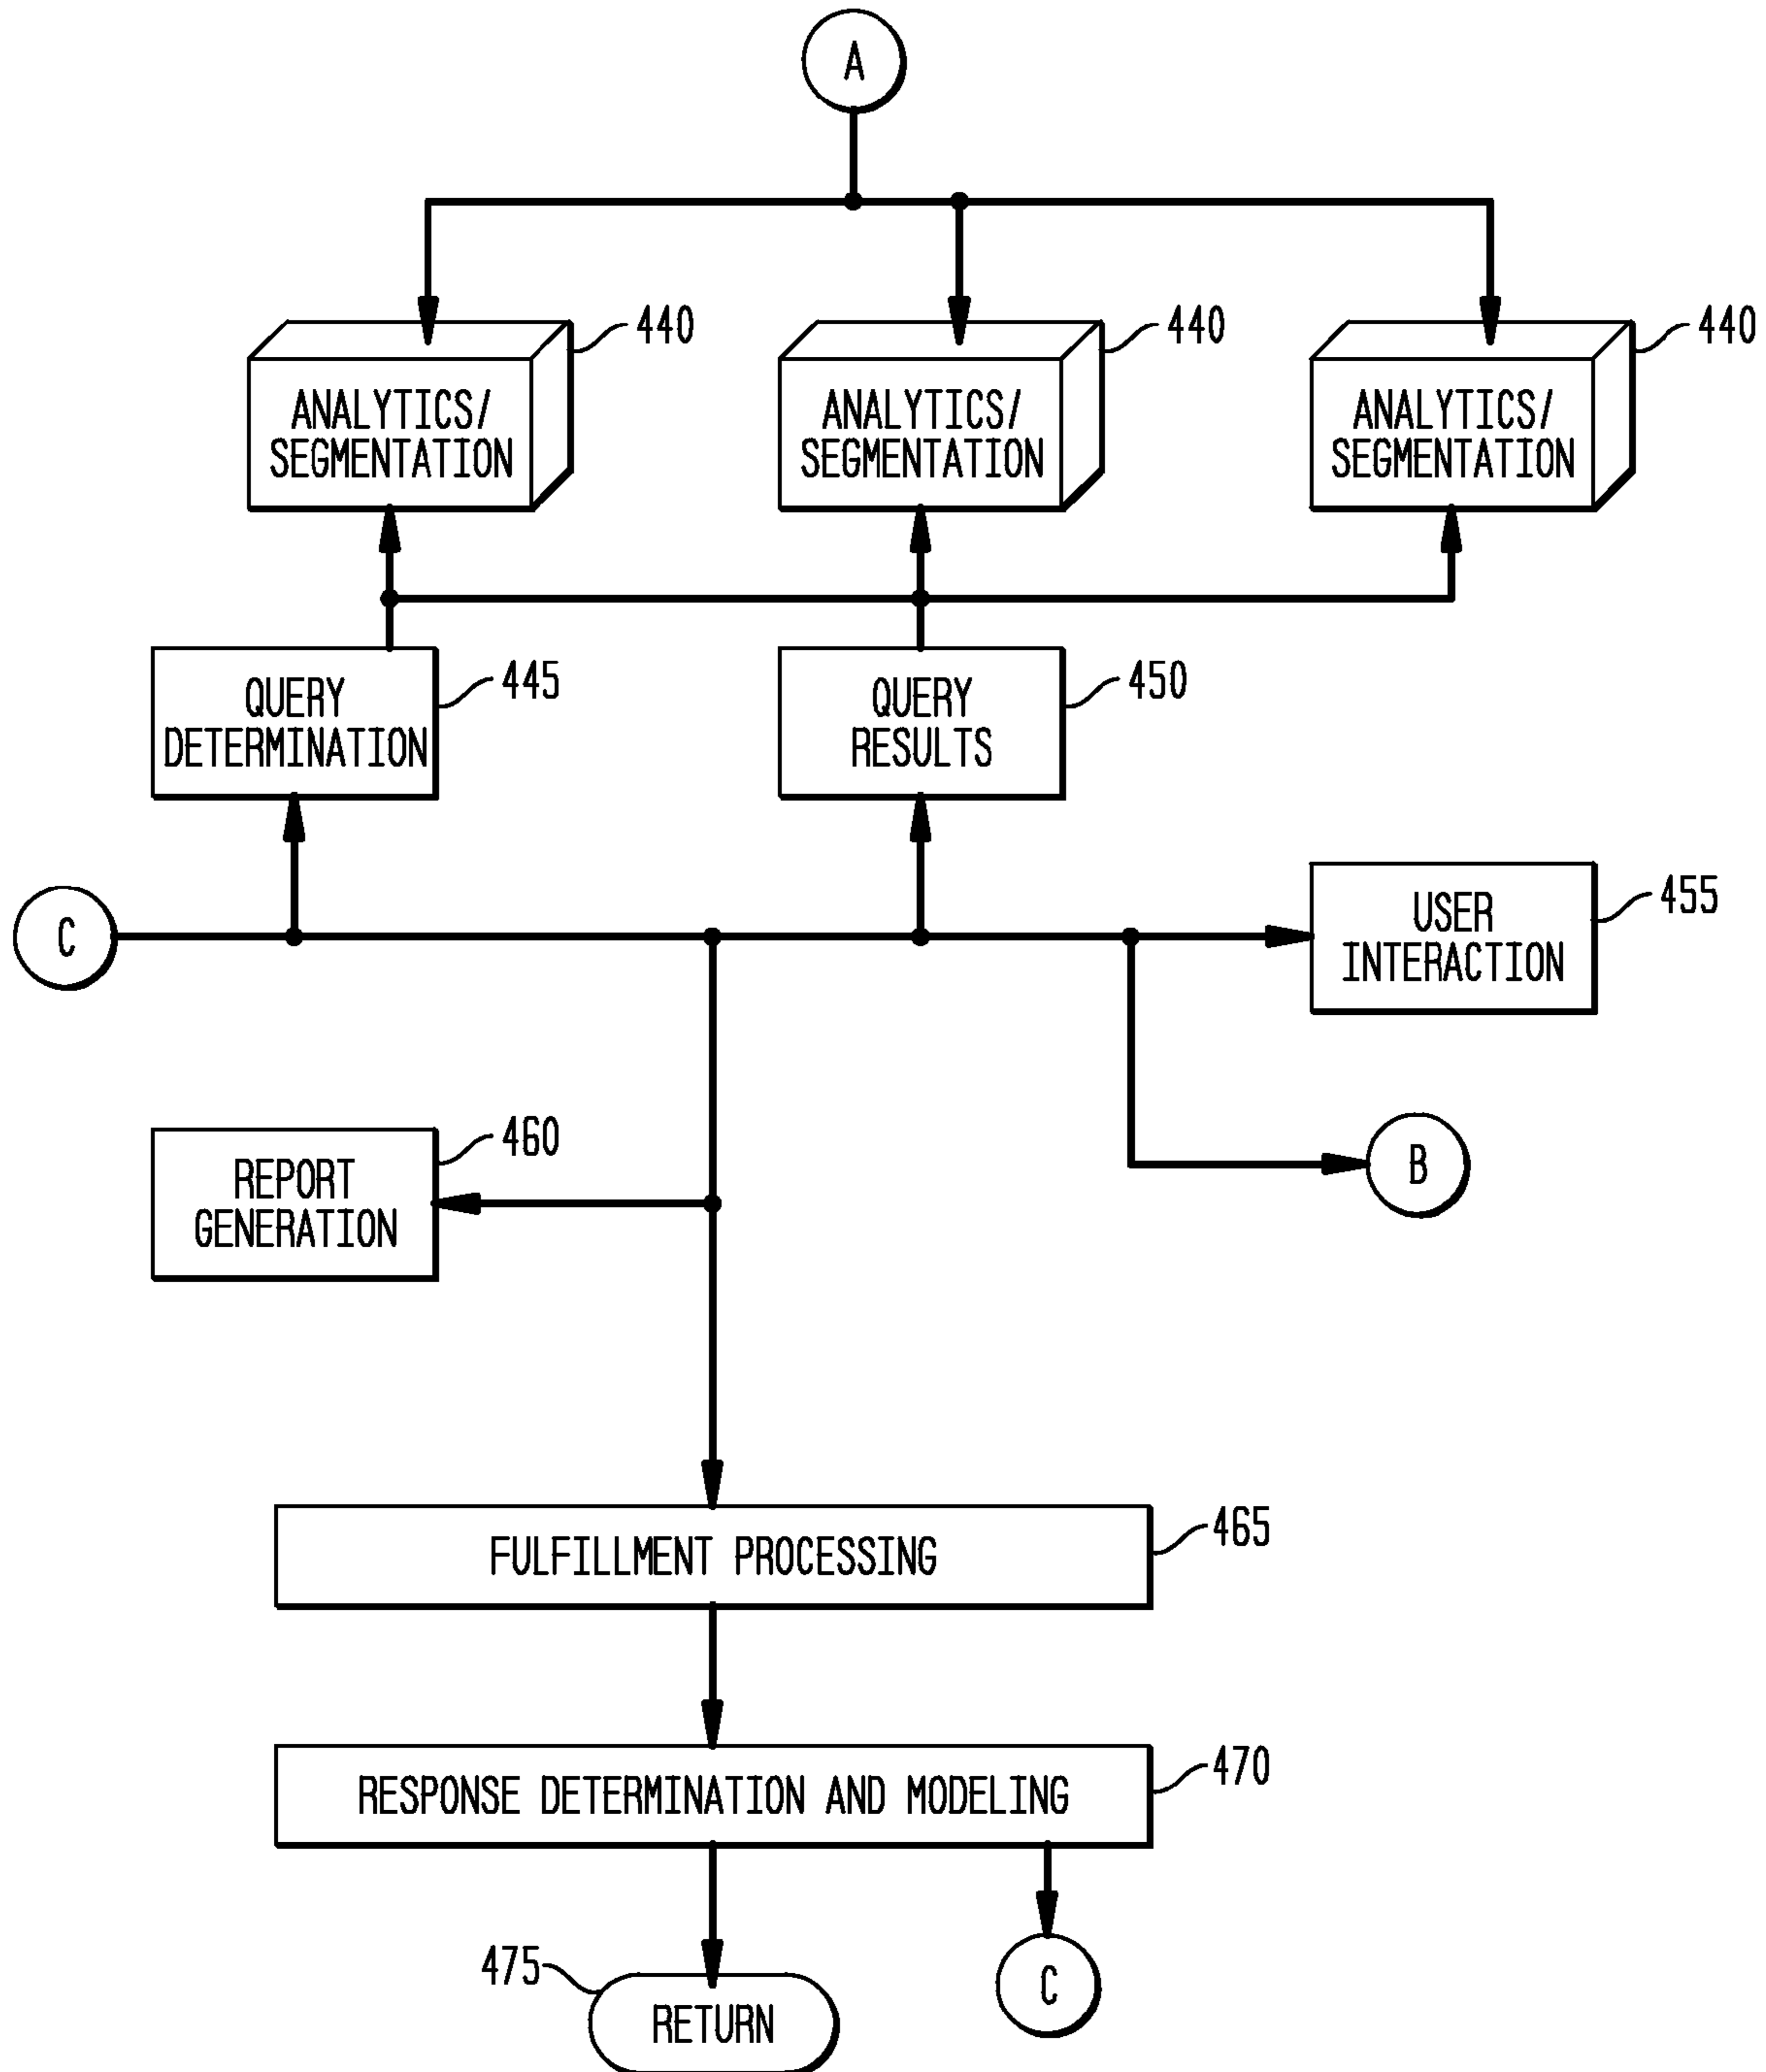 A
440
440
440
ANALYTICS/
SEGMENTATION
ANALYTICS/
SEGMENTATION
ANALYTICS/
SEGMENTATION
445
QUERY
DETERMINATION
450
QUERY
RESULTS
C
455
USER
INTERACTION
460
REPORT
GENERATION
B
465
FULFILLMENT PROCESSING
470
RESPONSE DETERMINATION AND MODELING
475
RETURN
C